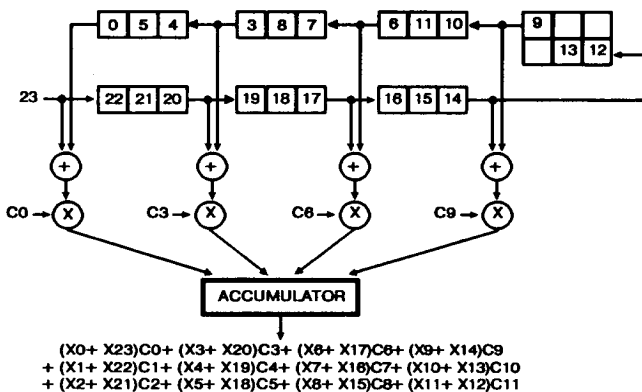 0 5 4 3 8 7 6 11 10 9
13 12
23 22 21 20 19 18 17 16 15 14
+ + + +
C0 X C3 X C6 X C9 X
ACCUMULATOR
(X0+ X23)C0+ (X3+ X20)C3+ (X6+ X17)C6+ (X9+ X14)C9
+ (X1+ X22)C1+ (X4+ X19)C4+ (X7+ X16)C7+ (X10+ X13)C10
+ (X2+ X21)C2+ (X5+ X18)C5+ (X8+ X15)C8+ (X11+ X12)C11